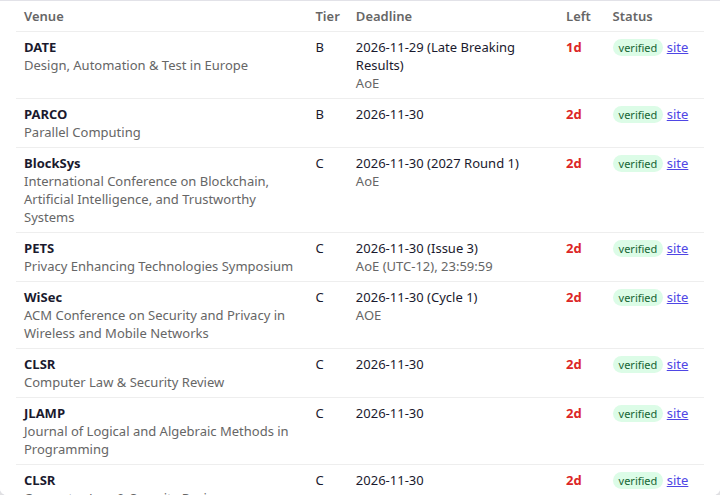 Venue Tier Deadline Left Status
DATE B 2026-11-29 (Late Breaking 1d verified site
Design, Automation & Test in Europe Results)
AoE
PARCO B 2026-11-30 2d verified site
Parallel Computing
BlockSys C 2026-11-30 (2027 Round 1) 2d verified site
International Conference on Blockchain, AoE
Artificial Intelligence, and Trustworthy
Systems
PETS C 2026-11-30 (Issue 3) 2d verified site
Privacy Enhancing Technologies Symposium AoE (UTC-12), 23:59:59
WiSec C 2026-11-30 (Cycle 1) 2d verified site
ACM Conference on Security and Privacy in AOE
Wireless and Mobile Networks
CLSR C 2026-11-30 2d verified site
Computer Law & Security Review
JLAMP C 2026-11-30 2d verified site
Journal of Logical and Algebraic Methods in
Programming
CLSR C 2026-11-30 2d verified site